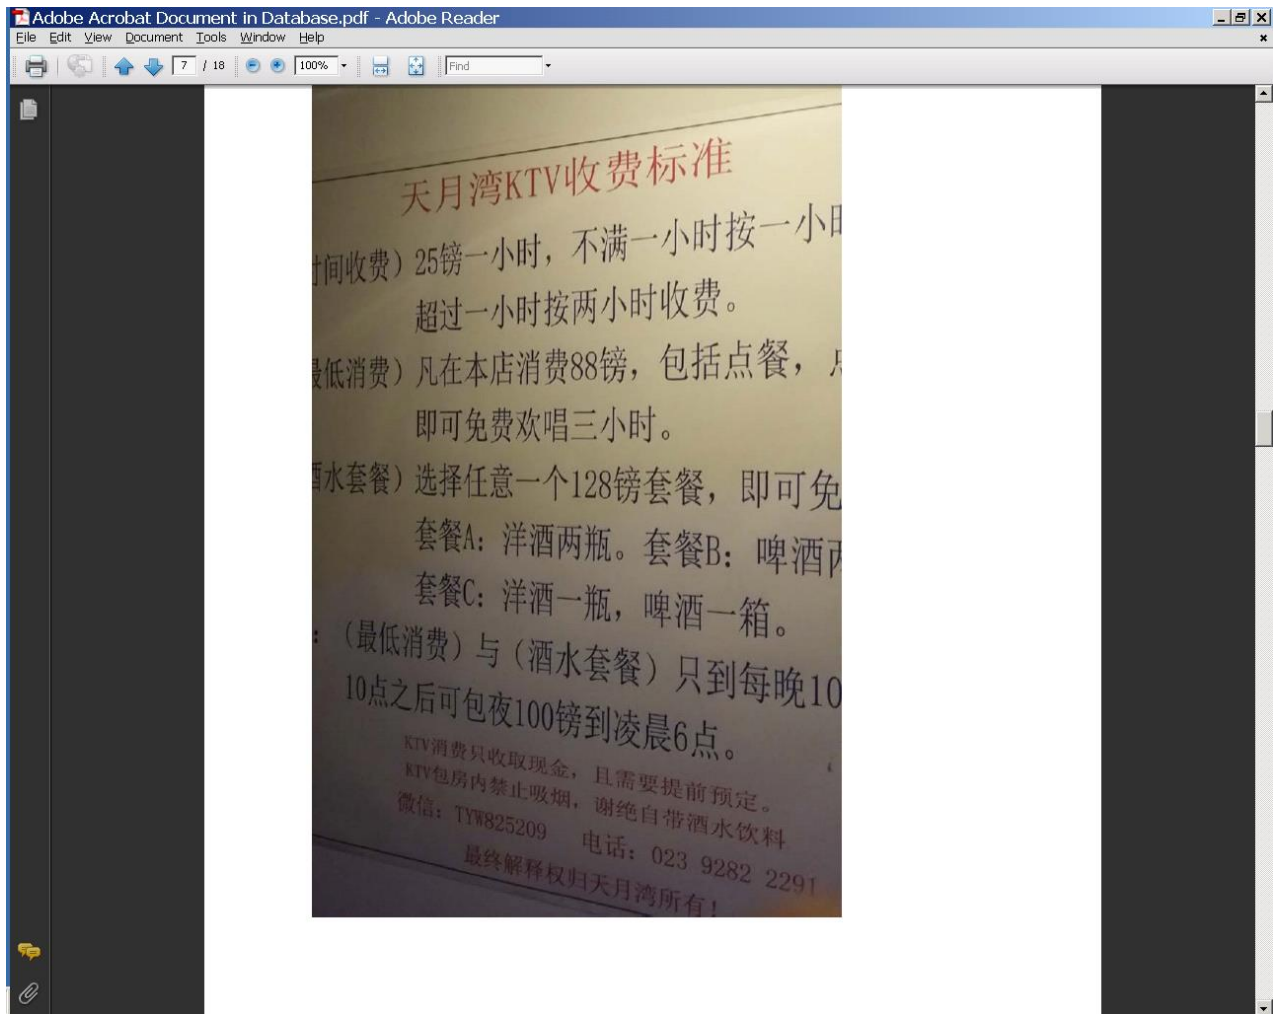 Adobe Acrobat Document in Database.pdf - Adobe Reader
File Edit View Document Tools Window Help
7 / 18 100% Find
天月湾KTV收费标准
间收费）25镑一小时，不满一小时按一小
超过一小时按两小时收费。
低消费）凡在本店消费88镑，包括点餐，
即可免费欢唱三小时。
水套餐）选择任意一个128镑套餐，即可免
套餐A：洋酒两瓶。套餐B：啤酒
套餐C：洋酒一瓶，啤酒一箱。
：（最低消费）与（酒水套餐）只到每晚10
10点之后可包夜100镑到凌晨6点。
KTV消费只收取现金，且需要提前预定。
KTV包房内禁止吸烟，谢绝自带酒水饮料
微信：TYW825209 电话：023 9282 2291
最终解释权归天月湾所有！